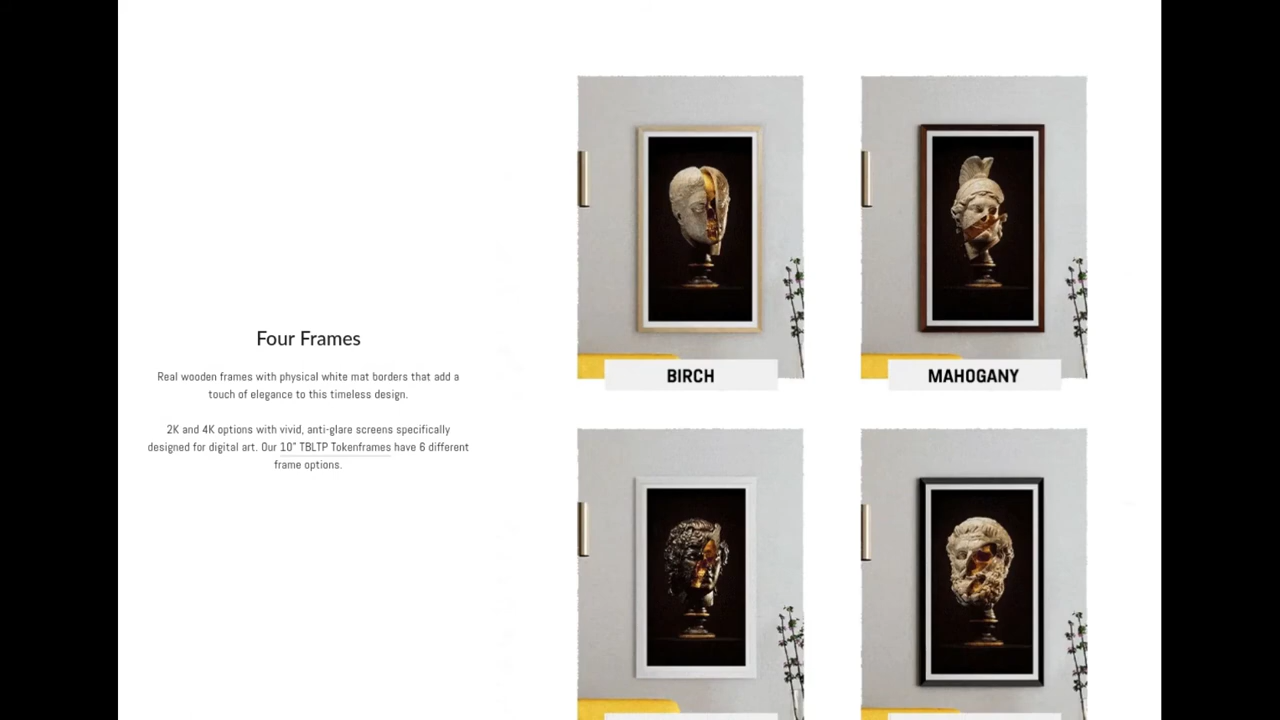 Four Frames
Real wooden frames with physical white mat borders that add a
touch of elegance to this timeless design.
2K and 4K options with vivid, anti-glare screens specifically
designed for digital art. Our 10" TBLTP Tokenframes have 6 different
frame options.
BIRCH
MAHOGANY